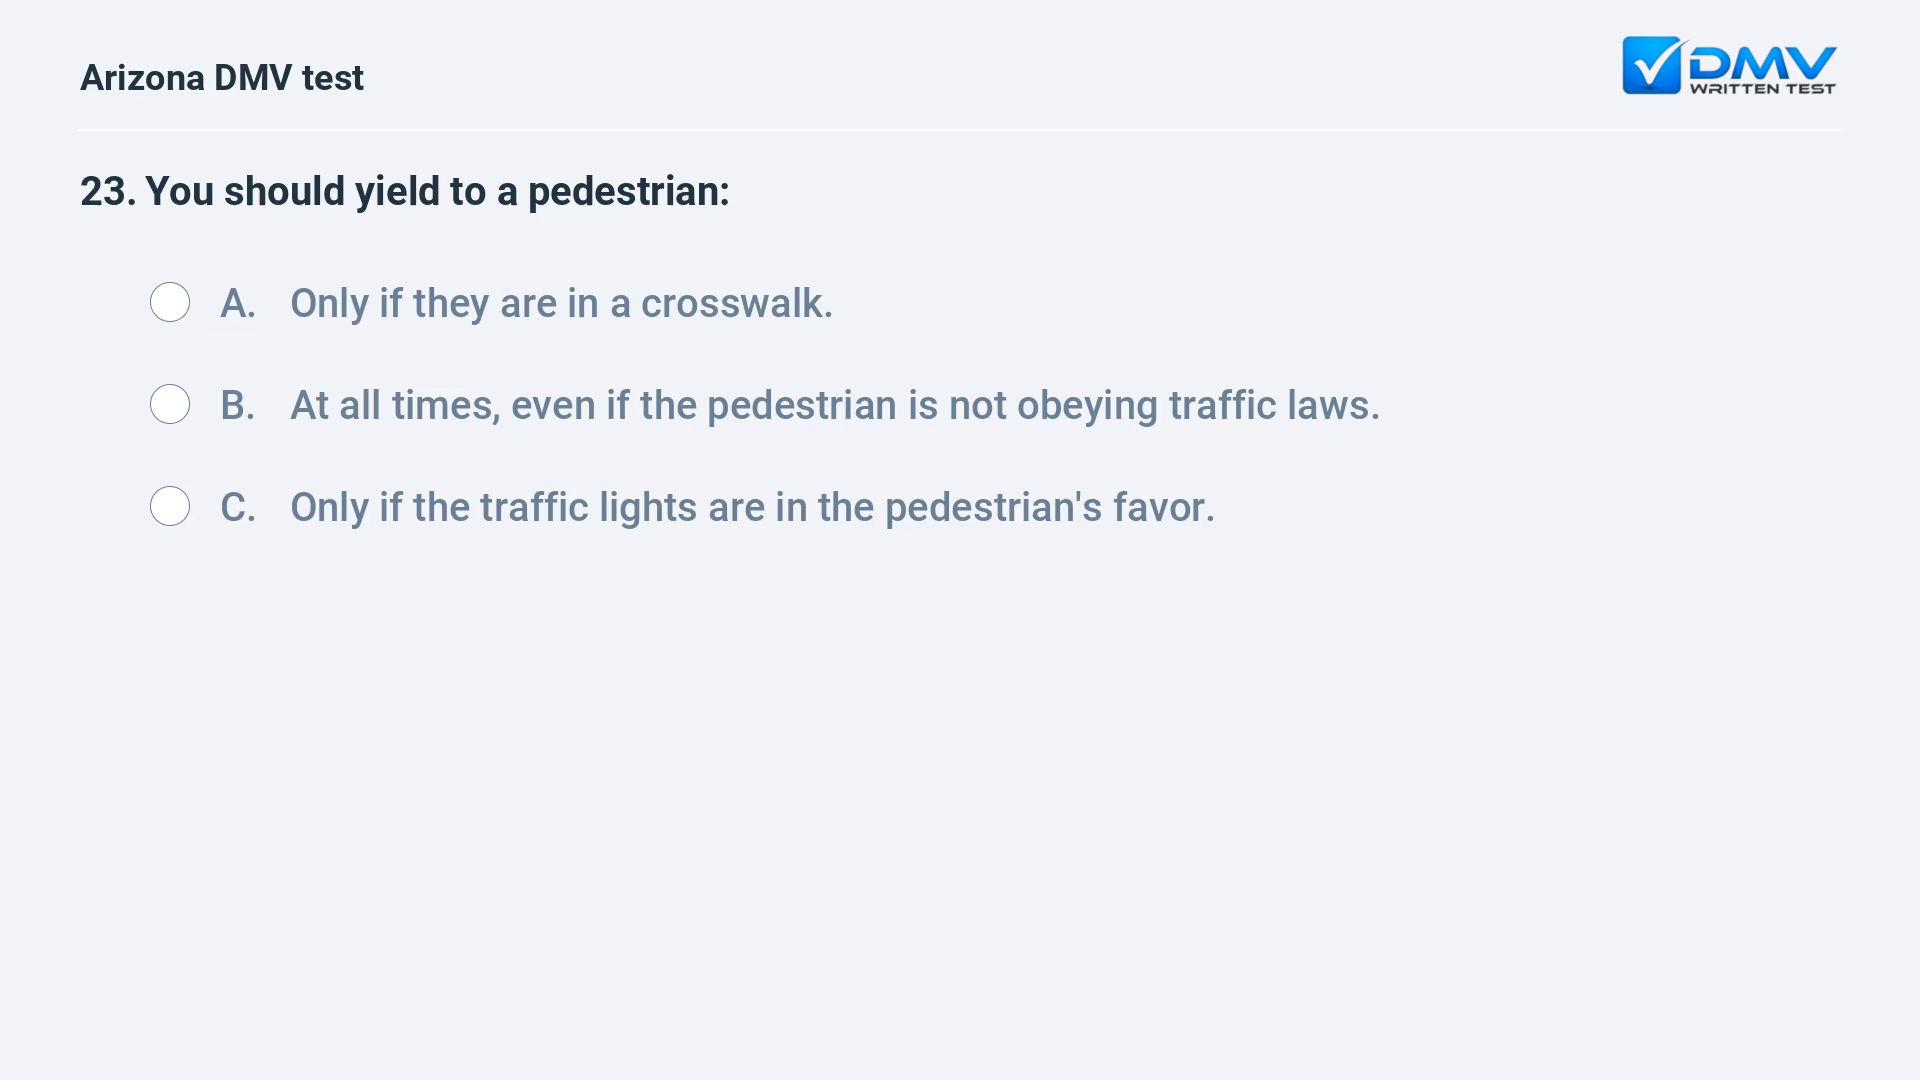 Arizona DMV test
DMV
WRITTEN TEST
23. You should yield to a pedestrian:
A. Only if they are in a crosswalk.
B. At all times, even if the pedestrian is not obeying traffic laws.
C. Only if the traffic lights are in the pedestrian's favor.